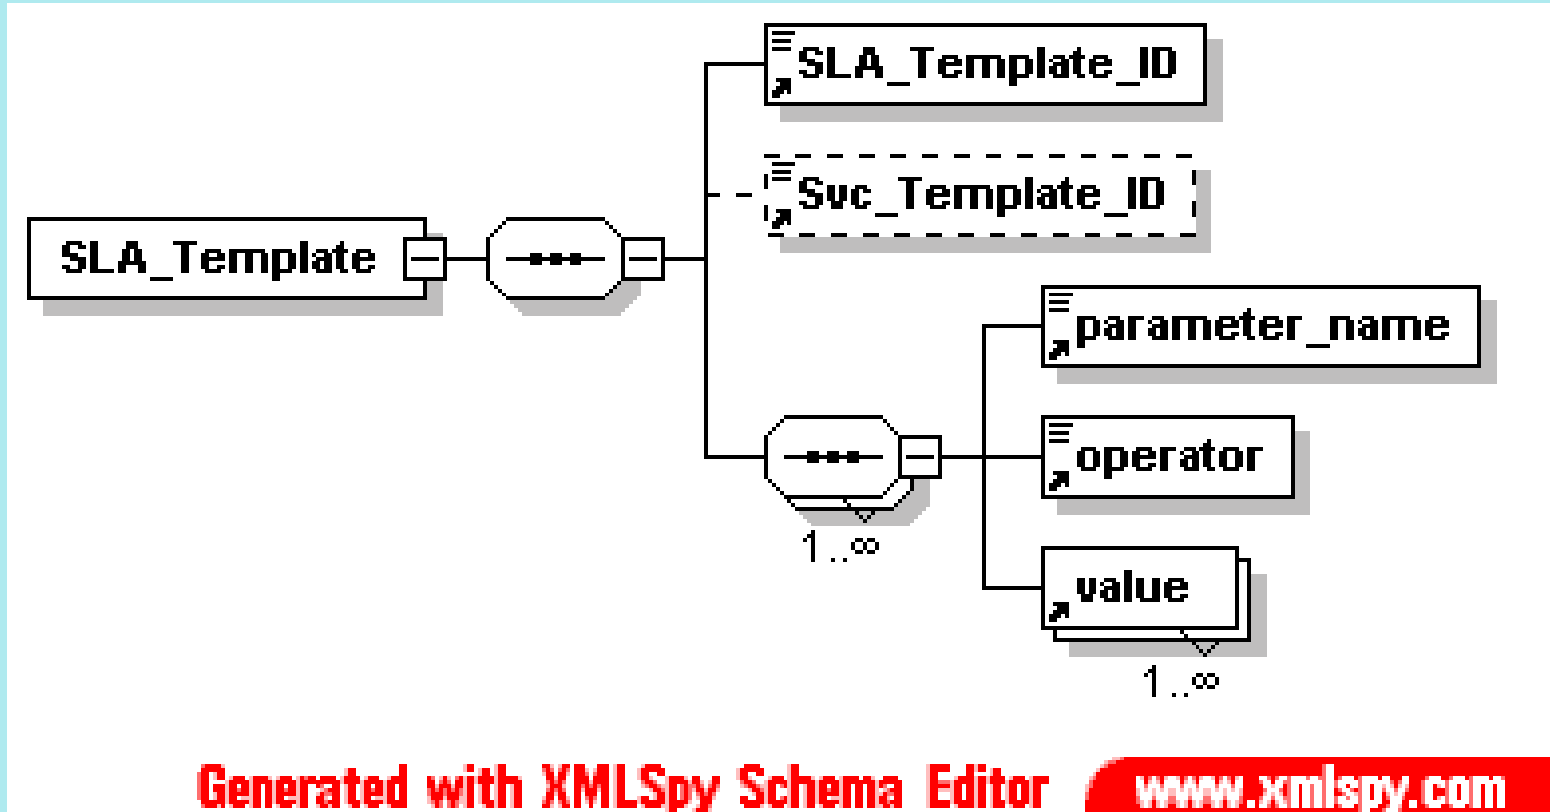 SLA_Template_ID
Svc_Template_ID
SLA_Template
parameter_name
operator
1..∞
value
1..∞
Generated with XMLSpy Schema Editor www.xmlspy.com